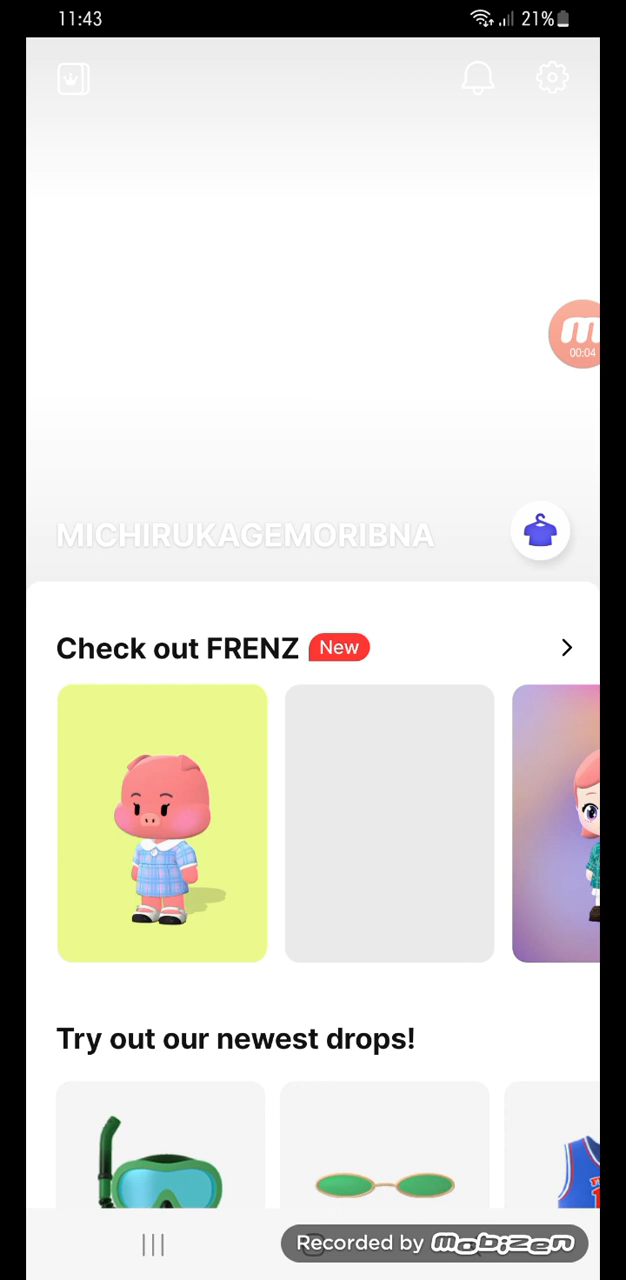 11:43
21%
m
00:04
MICHIRUKAGEMORIBNA
Check out FRENZ New
Try out our newest drops!
Recorded by mobizen